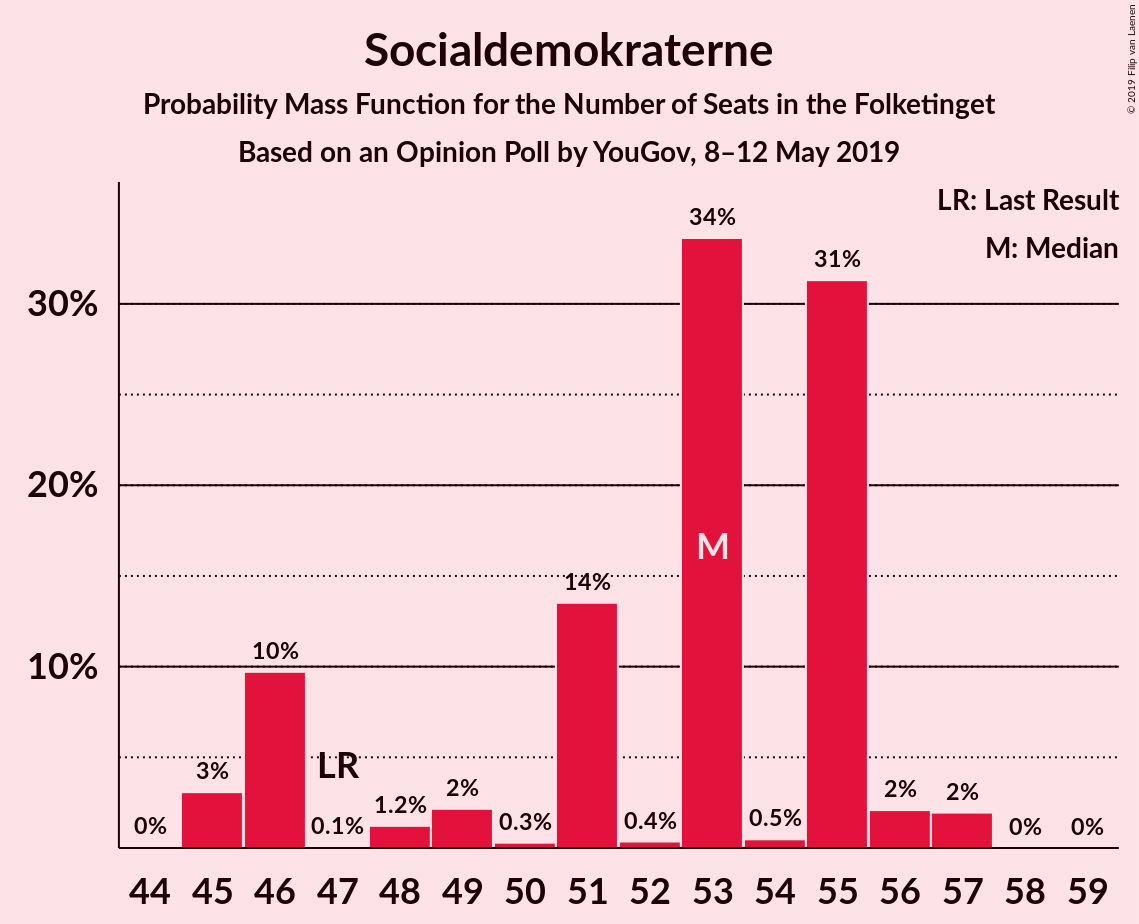 Socialdemokraterne
Probability Mass Function for the Number of Seats in the Folketinget
Based on an Opinion Poll by YouGov, 8–12 May 2019
© 2019 Filip van Laenen
LR: Last Result
M: Median
30%
20%
10%
0%
3%
10%
LR
0.1%
1.2%
2%
0.3%
14%
0.4%
34%
M
0.5%
31%
2%
2%
0%
0%
44 45 46 47 48 49 50 51 52 53 54 55 56 57 58 59